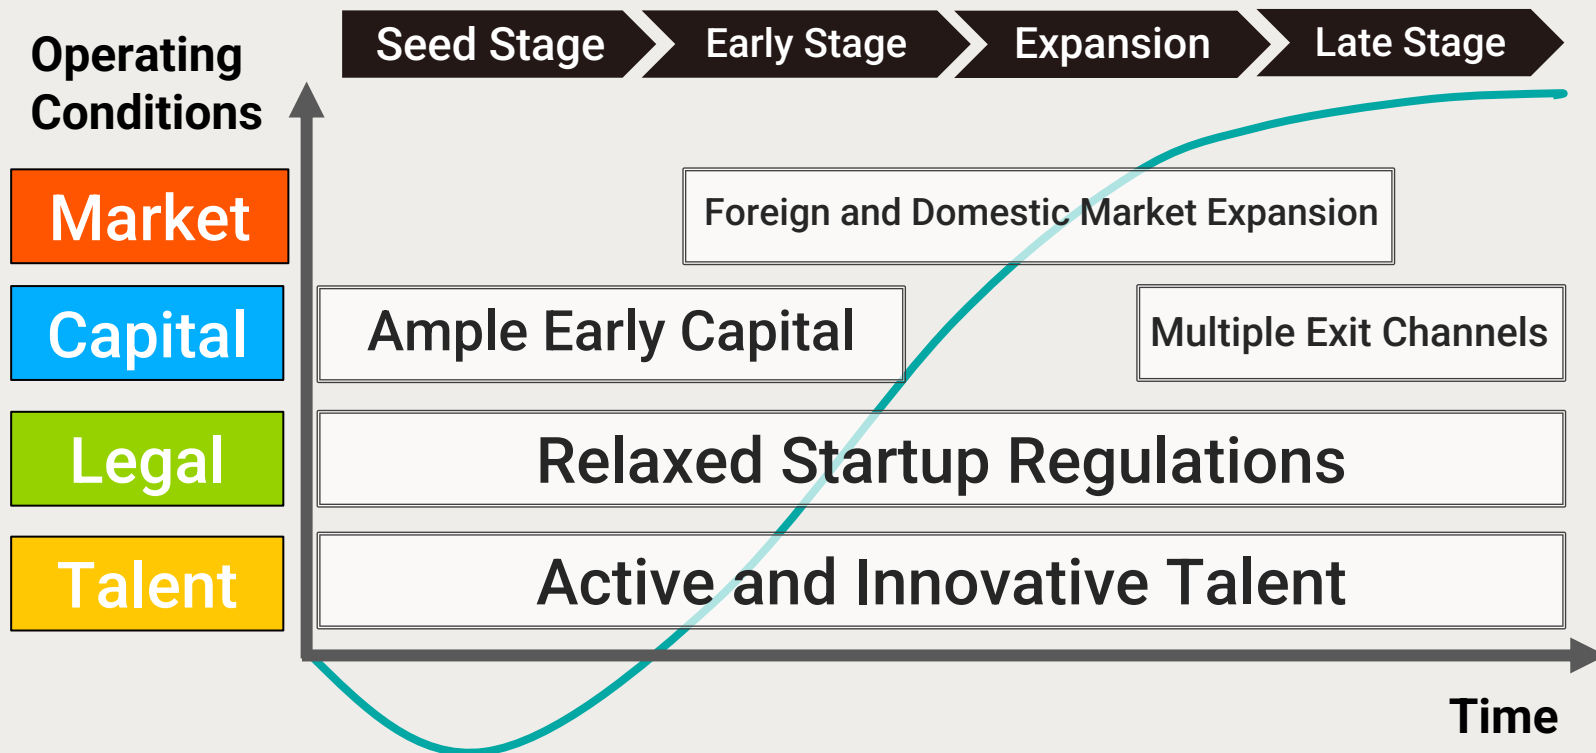 Operating
Conditions
Seed Stage
Early Stage
Expansion
Late Stage
Market
Foreign and Domestic Market Expansion
Capital
Ample Early Capital
Multiple Exit Channels
Legal
Relaxed Startup Regulations
Talent
Active and Innovative Talent
Time